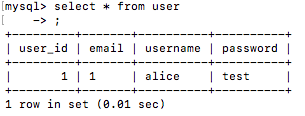 [mysql> select * from user
[    -> ;
+---------+-------+----------+----------+
| user_id | email | username | password |
+---------+-------+----------+----------+
|       1 | 1     | alice    | test     |
+---------+-------+----------+----------+
1 row in set (0.01 sec)